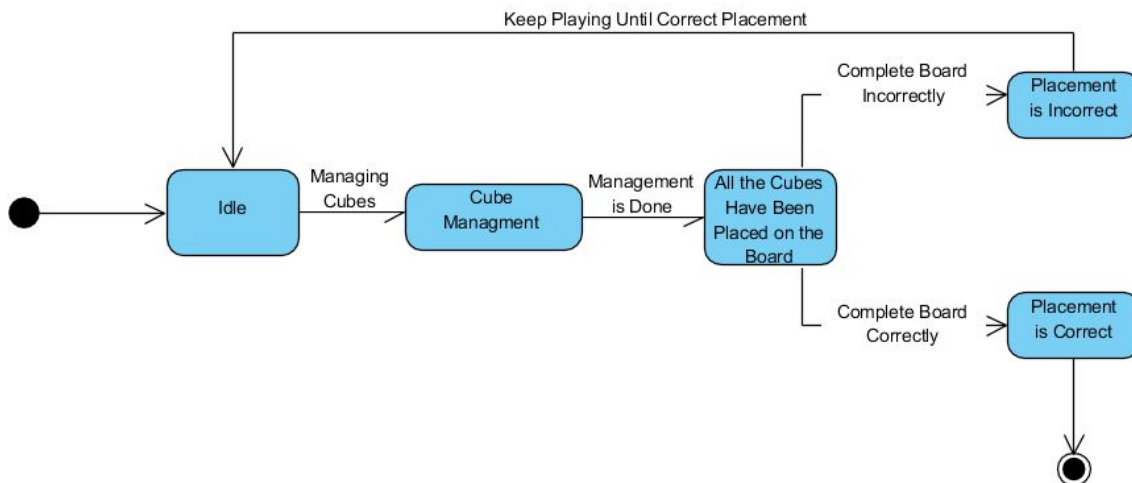 Keep Playing Until Correct Placement
Complete Board
Incorrectly
Placement
is Incorrect
Idle
Managing
Cubes
Cube
Managment
Management
is Done
All the Cubes
Have Been
Placed on the
Board
Complete Board
Correctly
Placement
is Correct